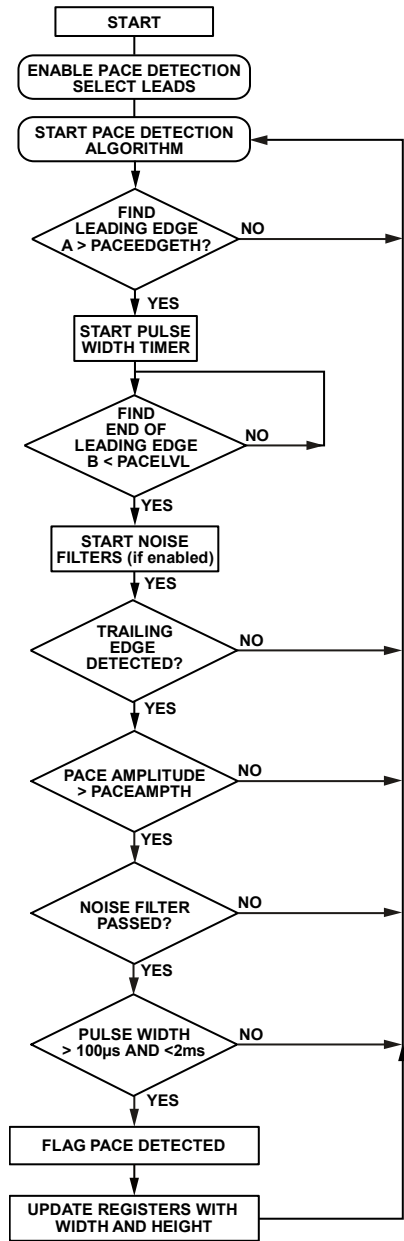 START
ENABLE PACE DETECTION
SELECT LEADS
START PACE DETECTION
ALGORITHM
FIND
LEADING EDGE
A > PACEEDGETH?
NO
YES
START PULSE
WIDTH TIMER
FIND
END OF
LEADING EDGE
B < PACELVL
NO
YES
START NOISE
FILTERS (if enabled)
YES
TRAILING
EDGE
DETECTED?
NO
YES
PACE AMPLITUDE
> PACEAMPTH
NO
YES
NOISE FILTER
PASSED?
NO
YES
PULSE WIDTH
> 100µs AND <2ms
NO
YES
FLAG PACE DETECTED
UPDATE REGISTERS WITH
WIDTH AND HEIGHT